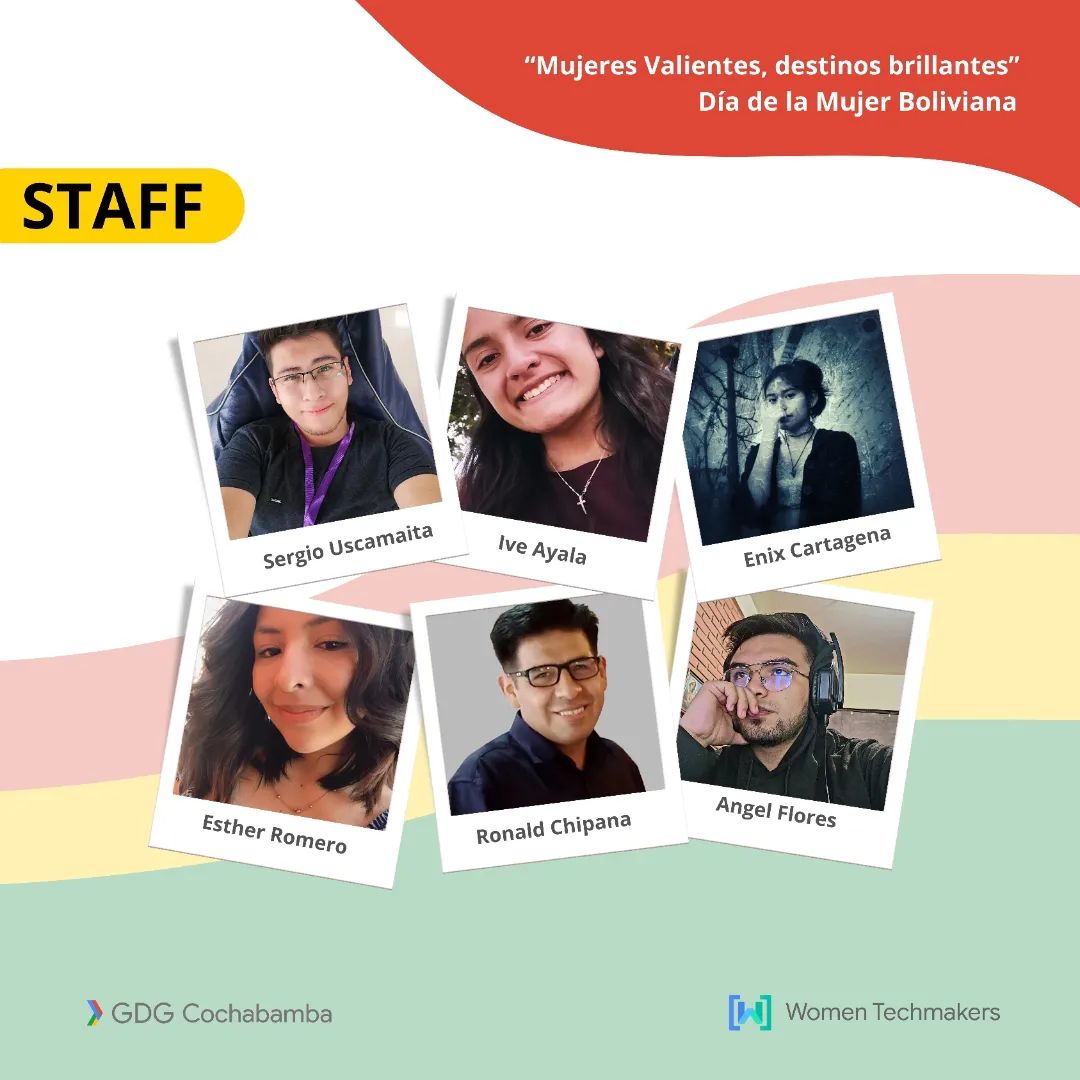 “Mujeres Valientes, destinos brillantes”
Día de la Mujer Boliviana
STAFF
Sergio Uscamaita
Ive Ayala
Enix Cartagena
Esther Romero
Ronald Chipana
Angel Flores
GDG Cochabamba
Women Techmakers